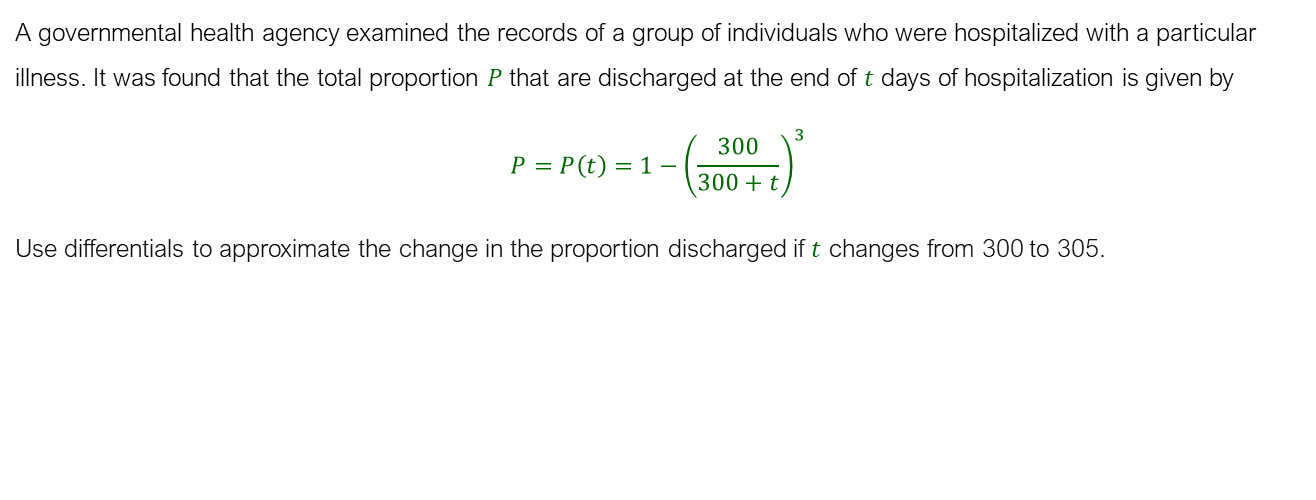 A governmental health agency examined the records of a group of individuals who were hospitalized with a particular
illness. It was found that the total proportion P that are discharged at the end of t days of hospitalization is given by
P = P(t) = 1 − (300 / (300 + t))³
Use differentials to approximate the change in the proportion discharged if t changes from 300 to 305.